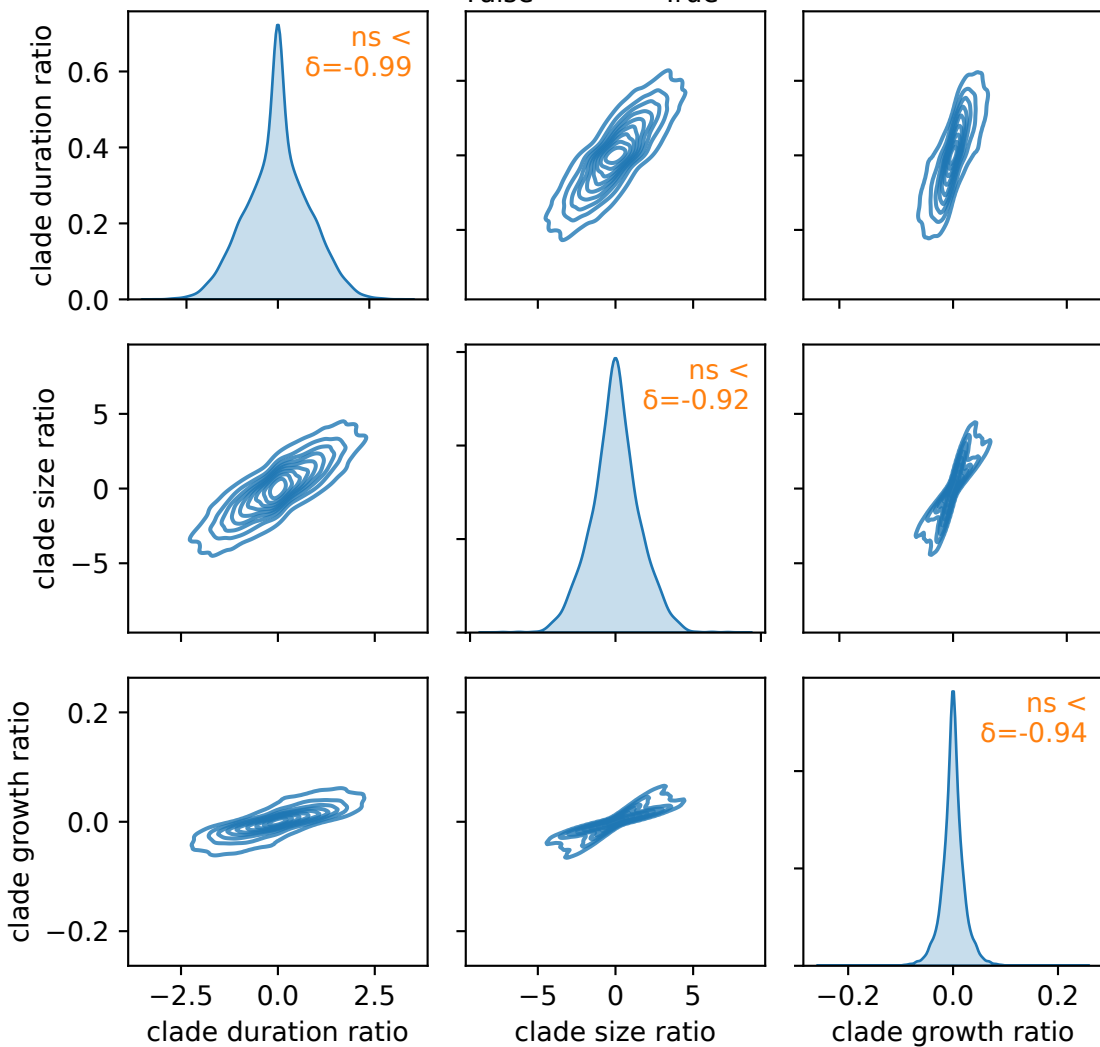 clade duration ratio
0.6
0.4
0.2
0.0
ns <
δ=-0.99
clade size ratio
5
0
−5
ns <
δ=-0.92
clade growth ratio
0.2
0.0
−0.2
ns <
δ=-0.94
−2.5 0.0 2.5
−5 0 5
−0.2 0.0 0.2
clade duration ratio
clade size ratio
clade growth ratio